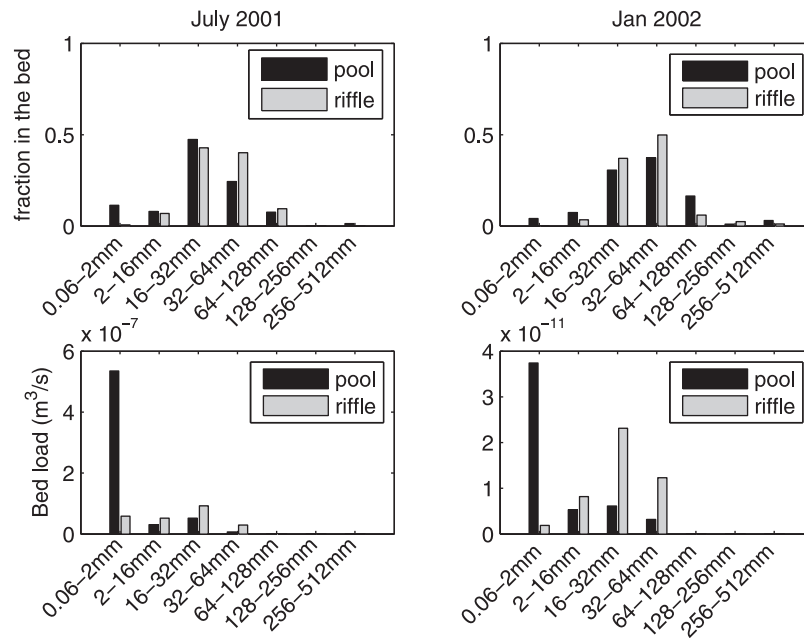 July 2001
Jan 2002
fraction in the bed
1
0.5
0
pool
riffle
0.06−2mm
2−16mm
16−32mm
32−64mm
64−128mm
128−256mm
256−512mm
1
0.5
0
pool
riffle
0.06−2mm
2−16mm
16−32mm
32−64mm
64−128mm
128−256mm
256−512mm
x 10⁻⁷
Bed load (m³/s)
6
4
2
0
pool
riffle
0.06−2mm
2−16mm
16−32mm
32−64mm
64−128mm
128−256mm
256−512mm
x 10⁻¹¹
4
3
2
1
0
pool
riffle
0.06−2mm
2−16mm
16−32mm
32−64mm
64−128mm
128−256mm
256−512mm